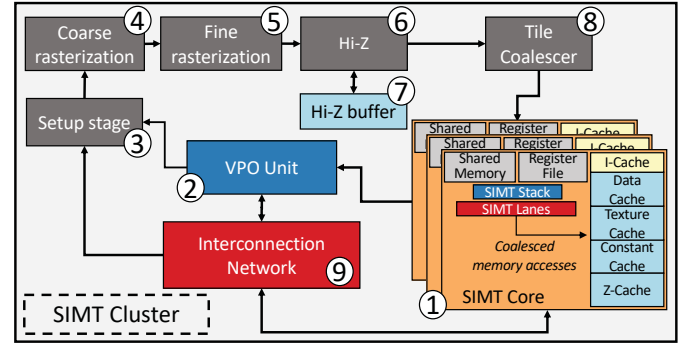 Coarse
rasterization
4
Fine
rasterization
5
Hi-Z
6
Tile
Coalescer
8
Hi-Z buffer
7
Setup stage
3
VPO Unit
2
Interconnection
Network
9
Shared
Register
I-Cache
Shared
Register
I-Cache
Shared
Memory
Register
File
I-Cache
SIMT Stack
SIMT Lanes
Data
Cache
Texture
Cache
Constant
Cache
Z-Cache
Coalesced
memory accesses
1
SIMT Core
SIMT Cluster